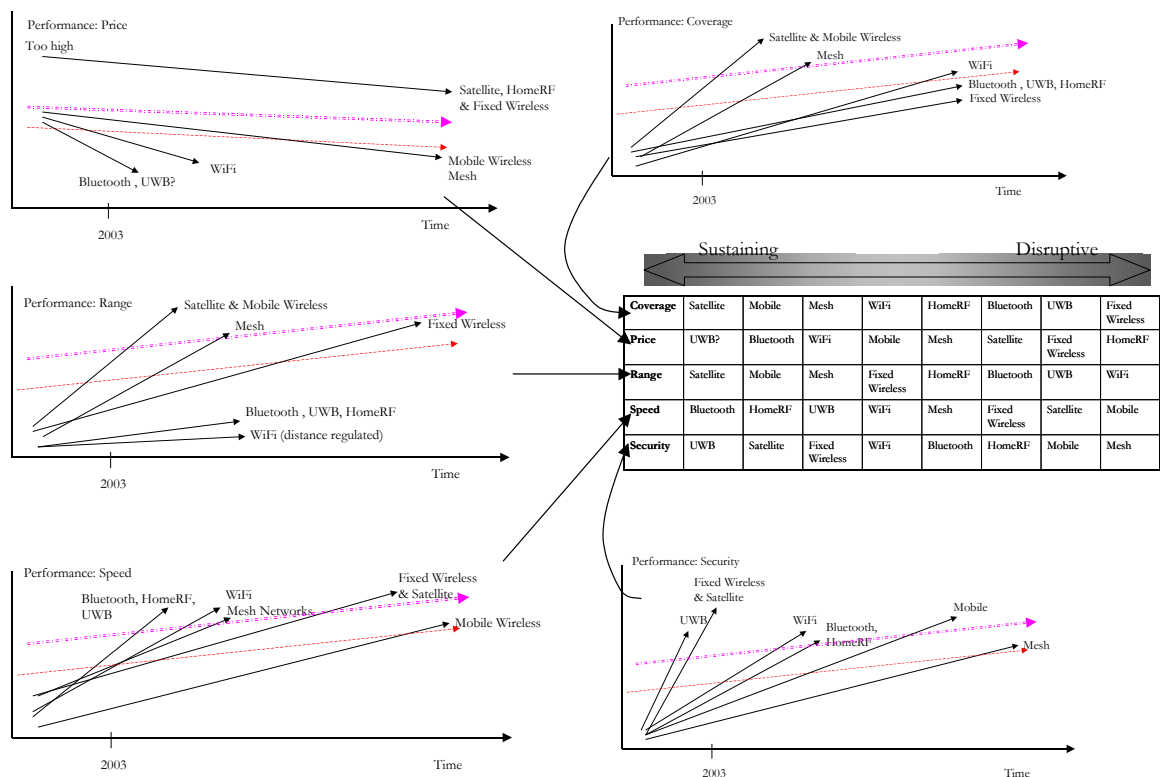 Performance: Price
Too high
Satellite, HomeRF
& Fixed Wireless
Mobile Wireless
Mesh
WiFi
Bluetooth , UWB?
Time
2003
Performance: Coverage
Satellite & Mobile Wireless
Mesh
WiFi
Bluetooth , UWB, HomeRF
Fixed Wireless
Time
2003
Sustaining Disruptive
Coverage Satellite Mobile Mesh WiFi HomeRF Bluetooth UWB Fixed
Wireless
Price UWB? Bluetooth WiFi Mobile Mesh Satellite Fixed
Wireless HomeRF
Range Satellite Mobile Mesh Fixed
Wireless HomeRF Bluetooth UWB WiFi
Speed Bluetooth HomeRF UWB WiFi Mesh Fixed
Wireless Satellite Mobile
Security UWB Satellite Fixed
Wireless WiFi Bluetooth HomeRF Mobile Mesh
Performance: Range
Satellite & Mobile Wireless
Mesh
Fixed Wireless
Bluetooth , UWB, HomeRF
WiFi (distance regulated)
Time
2003
Performance: Speed
Bluetooth, HomeRF,
UWB
WiFi
Mesh Networks
Fixed Wireless
& Satellite
Mobile Wireless
Time
2003
Performance: Security
Fixed Wireless
& Satellite
UWB
WiFi
Bluetooth,
HomeRF
Mobile
Mesh
Time
2003